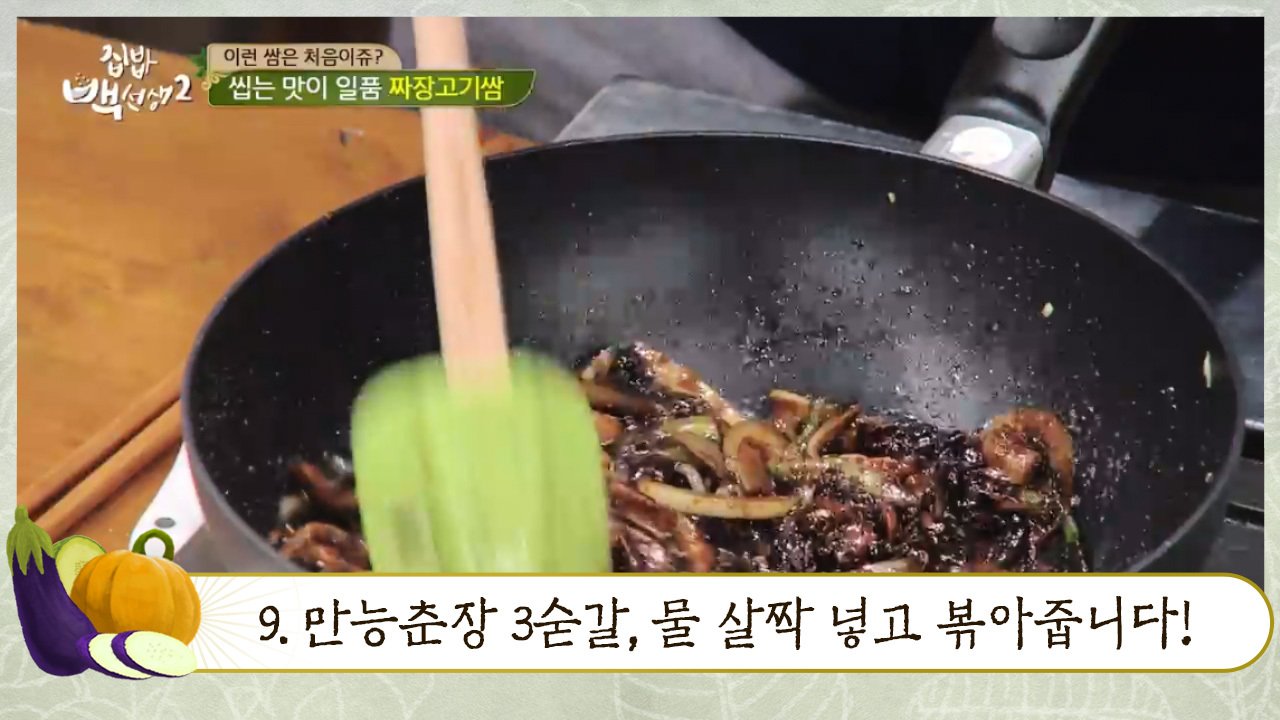 집밥
백선생2
이런 쌈은 처음이쥬?
씹는 맛이 일품 짜장고기쌈
9. 만능춘장 3숟갈, 물 살짝 넣고 볶아줍니다!